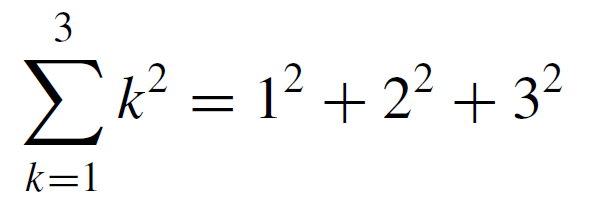 3
∑ k² = 1² + 2² + 3²
k=1